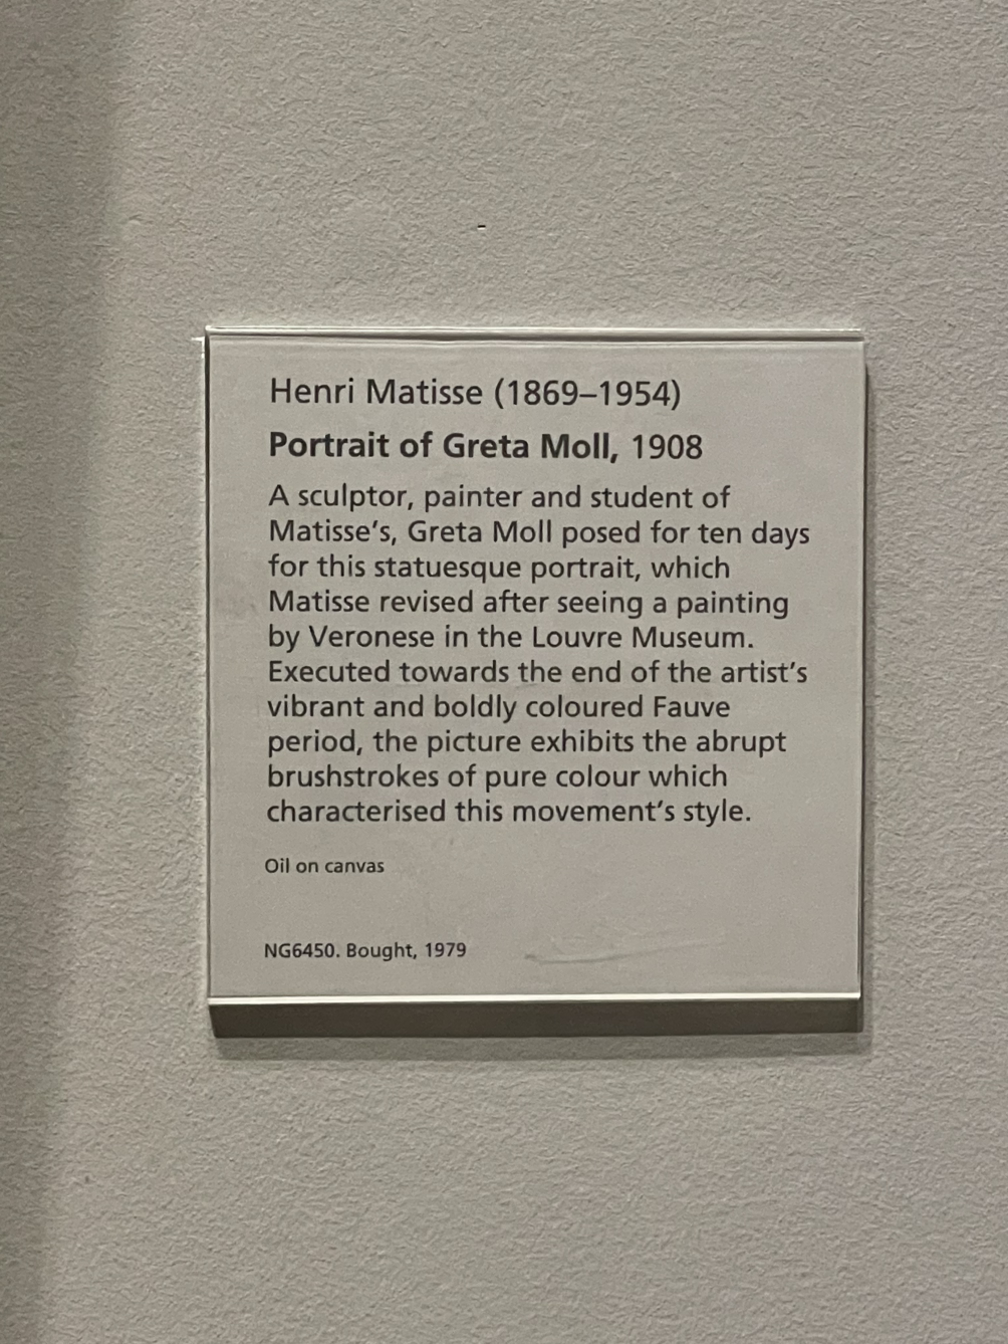 Henri Matisse (1869–1954)
Portrait of Greta Moll, 1908
A sculptor, painter and student of
Matisse's, Greta Moll posed for ten days
for this statuesque portrait, which
Matisse revised after seeing a painting
by Veronese in the Louvre Museum.
Executed towards the end of the artist's
vibrant and boldly coloured Fauve
period, the picture exhibits the abrupt
brushstrokes of pure colour which
characterised this movement's style.
Oil on canvas
NG6450. Bought, 1979